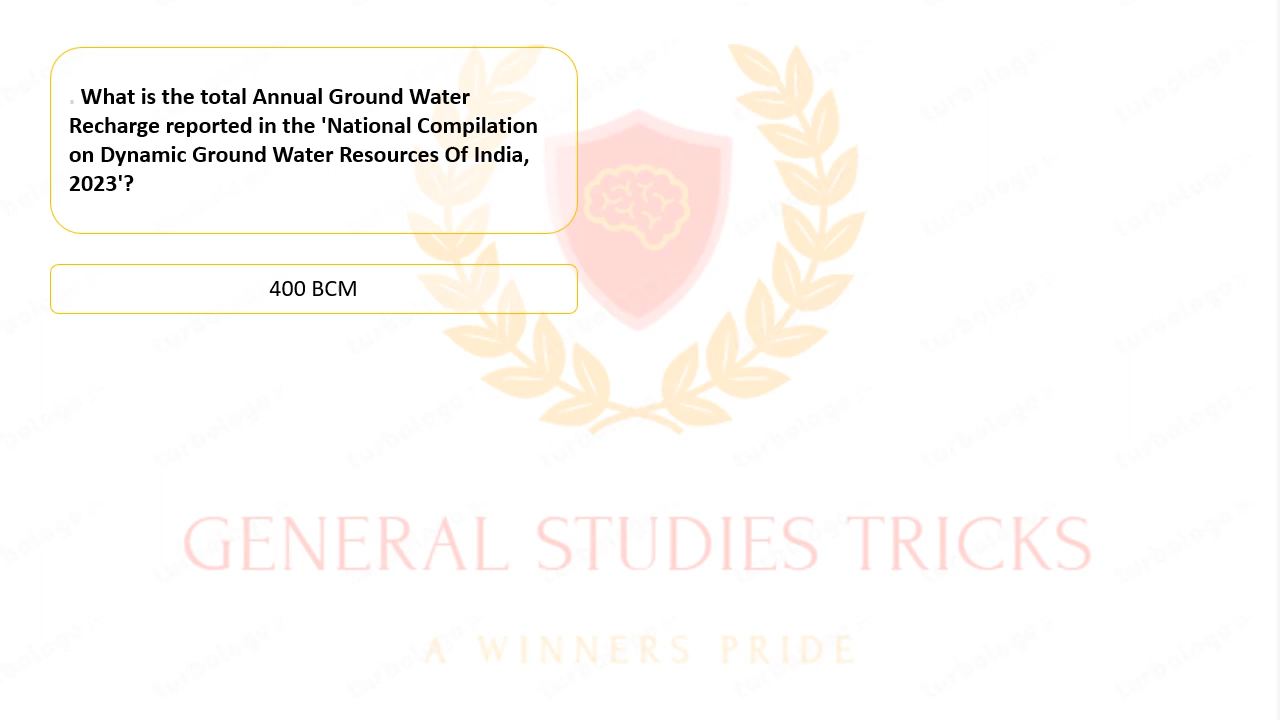 . What is the total Annual Ground Water
Recharge reported in the 'National Compilation
on Dynamic Ground Water Resources Of India,
2023'?
400 BCM
GENERAL STUDIES TRICKS
A WINNERS PRIDE